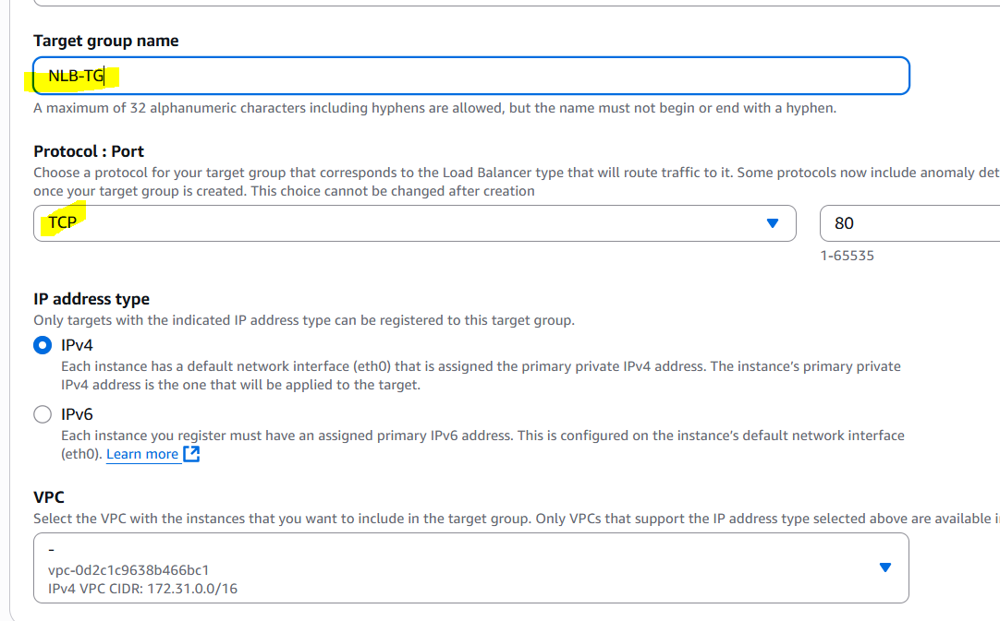 Target group name
NLB-TG
A maximum of 32 alphanumeric characters including hyphens are allowed, but the name must not begin or end with a hyphen.
Protocol : Port
Choose a protocol for your target group that corresponds to the Load Balancer type that will route traffic to it. Some protocols now include anomaly det
once your target group is created. This choice cannot be changed after creation
TCP
80
1-65535
IP address type
Only targets with the indicated IP address type can be registered to this target group.
IPv4
Each instance has a default network interface (eth0) that is assigned the primary private IPv4 address. The instance's primary private
IPv4 address is the one that will be applied to the target.
IPv6
Each instance you register must have an assigned primary IPv6 address. This is configured on the instance's default network interface
(eth0). Learn more
VPC
Select the VPC with the instances that you want to include in the target group. Only VPCs that support the IP address type selected above are available i
-
vpc-0d2c1c9638b466bc1
IPv4 VPC CIDR: 172.31.0.0/16